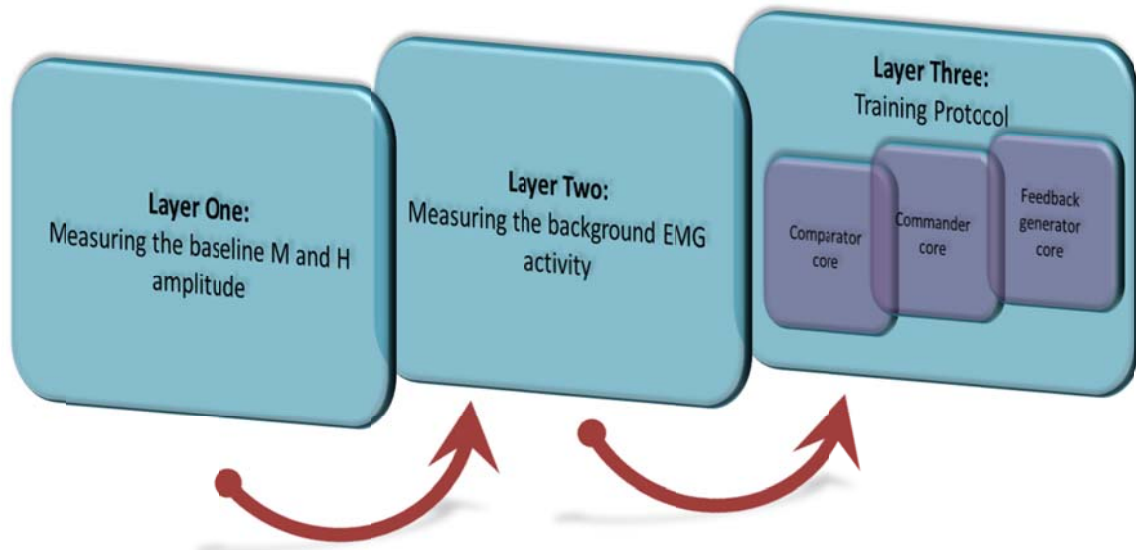 Layer One:
Measuring the baseline M and H
amplitude
Layer Two:
Measuring the background EMG
activity
Layer Three:
Training Protocol
Comparator
core
Commander
core
Feedback
generator
core